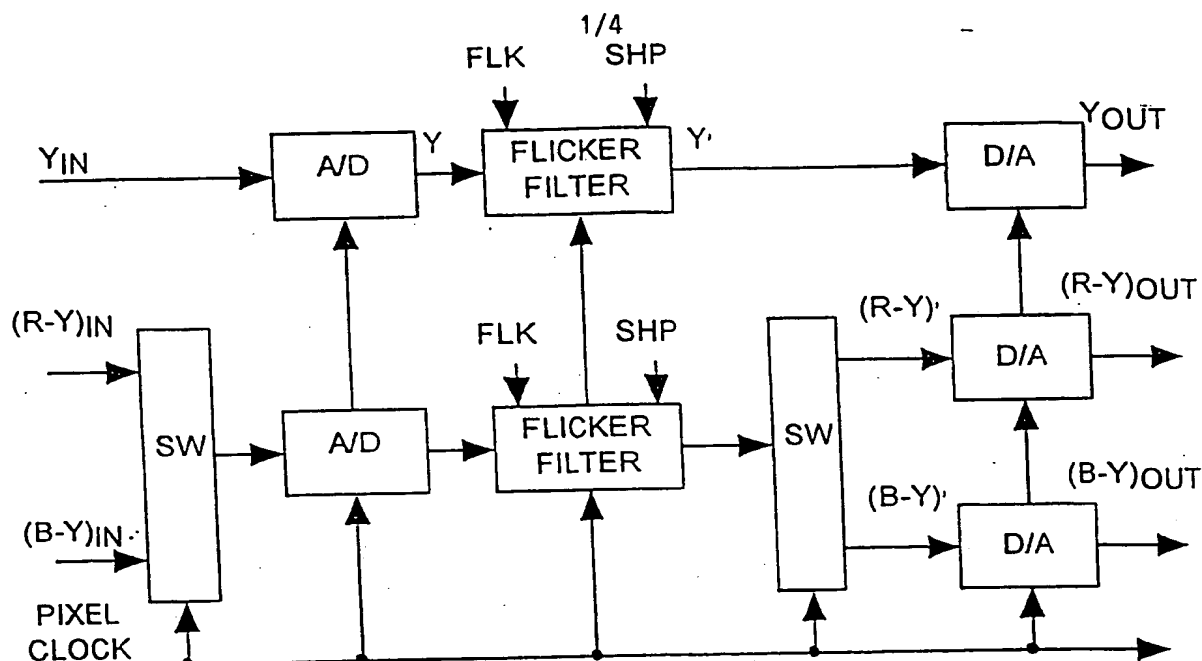 1/4
FLK
SHP
YIN
A/D
Y
FLICKER
FILTER
Y'
D/A
YOUT
(R-Y)IN
(B-Y)IN
SW
A/D
FLK
SHP
FLICKER
FILTER
SW
(R-Y)'
D/A
(R-Y)OUT
(B-Y)'
D/A
(B-Y)OUT
PIXEL
CLOCK